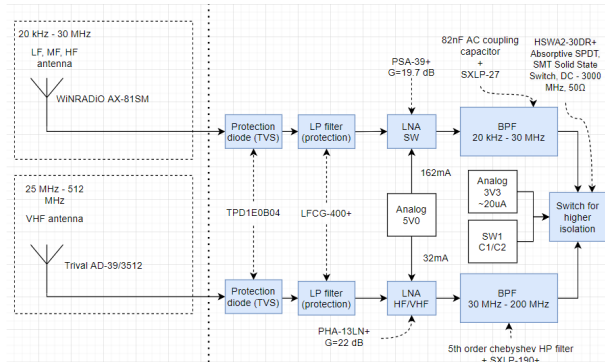 20 kHz - 30 MHz
LF, MF, HF
antenna
WiNRADiO AX-81SM
25 MHz - 512
MHz
VHF antenna
Trival AD-39/3512
Protection
diode (TVS)
LP filter
(protection)
PSA-39+
G=19.7 dB
LNA
SW
82nF AC coupling
capacitor
+
SXLP-27
BPF
20 kHz - 30 MHz
HSWA2-30DR+
Absorptive SPDT,
SMT Solid State
Switch, DC - 3000
MHz, 50Ω
TPD1E0B04
LFCG-400+
162mA
Analog
5V0
32mA
Analog
3V3
~20uA
SW1
C1/C2
Switch for
higher
isolation
Protection
diode (TVS)
LP filter
(protection)
LNA
HF/VHF
PHA-13LN+
G=22 dB
BPF
30 MHz - 200 MHz
5th order chebyshev HP filter
+ SXLP-190+